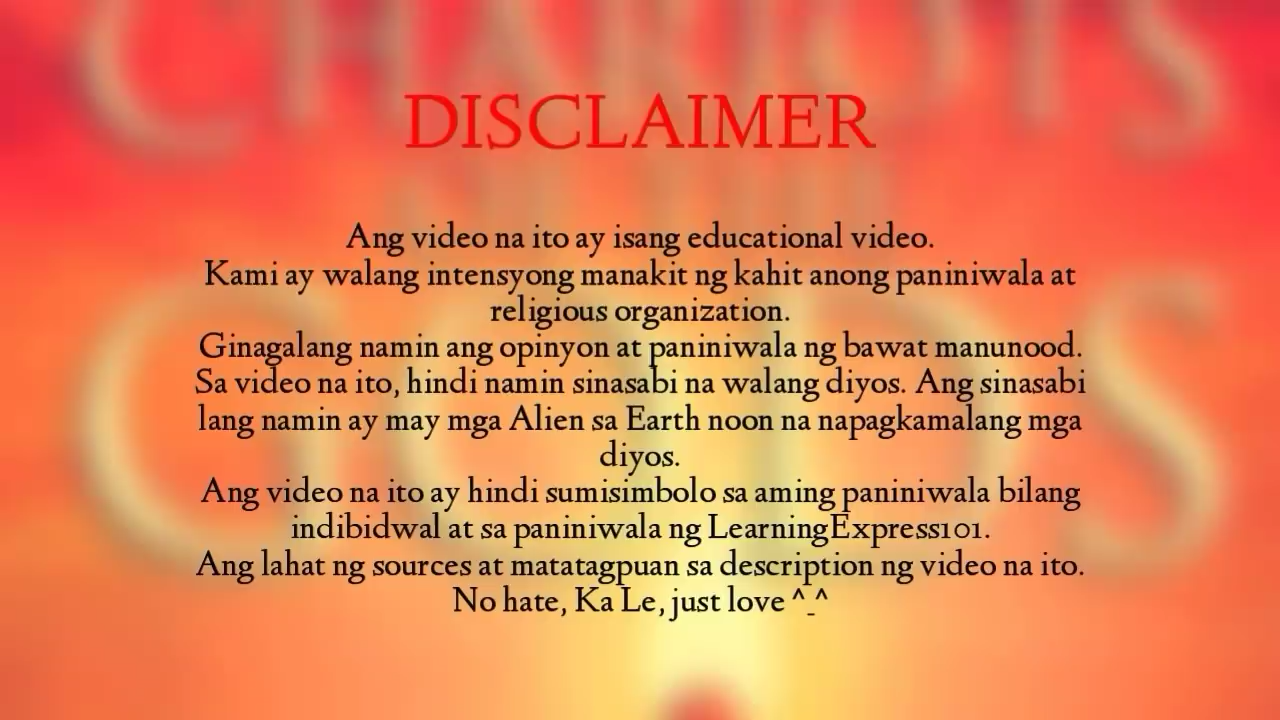 CHARIOTS
DISCLAIMER
Ang video na ito ay isang educational video.
Kami ay walang intensyong manakit ng kahit anong paniniwala at
religious organization.
Ginagalang namin ang opinyon at paniniwala ng bawat manunood.
Sa video na ito, hindi namin sinasabi na walang diyos. Ang sinasabi
lang namin ay may mga Alien sa Earth noon na napagkamalang mga
diyos.
Ang video na ito ay hindi sumisimbolo sa aming paniniwala bilang
indibidwal at sa paniniwala ng LearningExpress101.
Ang lahat ng sources at matatagpuan sa description ng video na ito.
No hate, Ka Le, just love ^_^
GODS